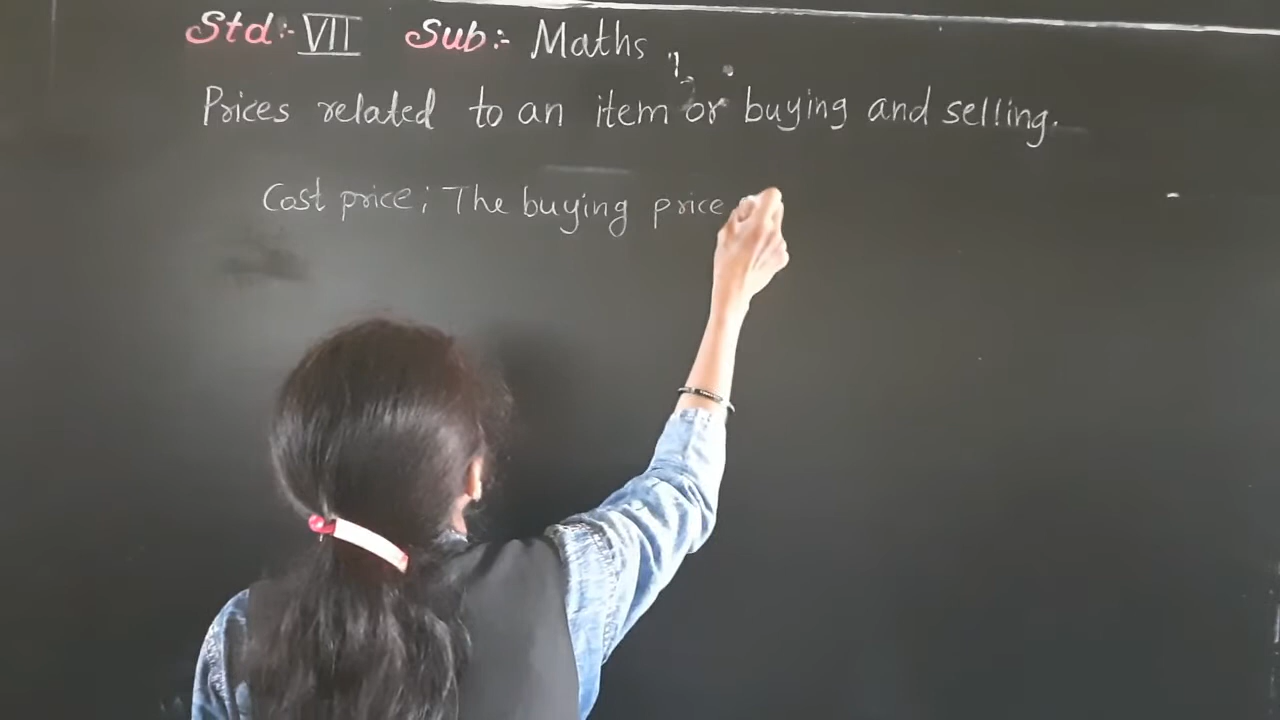 Std:- VII Sub:- Maths
Prices related to an item or buying and selling.
Cost price; The buying price